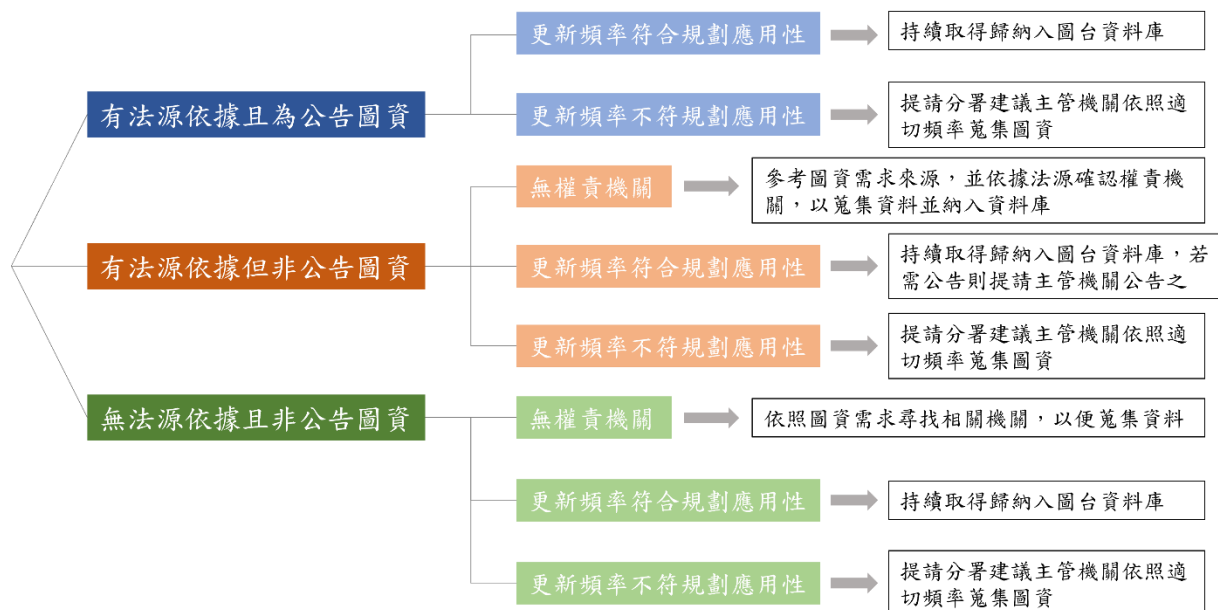 更新頻率符合規劃應用性
持續取得歸納入圖台資料庫
有法源依據且為公告圖資
更新頻率不符規劃應用性
提請分署建議主管機關依照適
切頻率蒐集圖資
無權責機關
參考圖資需求來源，並依據法源確認權責機
關，以蒐集資料並納入資料庫
有法源依據但非公告圖資
更新頻率符合規劃應用性
持續取得歸納入圖台資料庫，若
需公告則提請主管機關公告之
更新頻率不符規劃應用性
提請分署建議主管機關依照適
切頻率蒐集圖資
無法源依據且非公告圖資
無權責機關
依照圖資需求尋找相關機關，以便蒐集資料
更新頻率符合規劃應用性
持續取得歸納入圖台資料庫
更新頻率不符規劃應用性
提請分署建議主管機關依照適
切頻率蒐集圖資